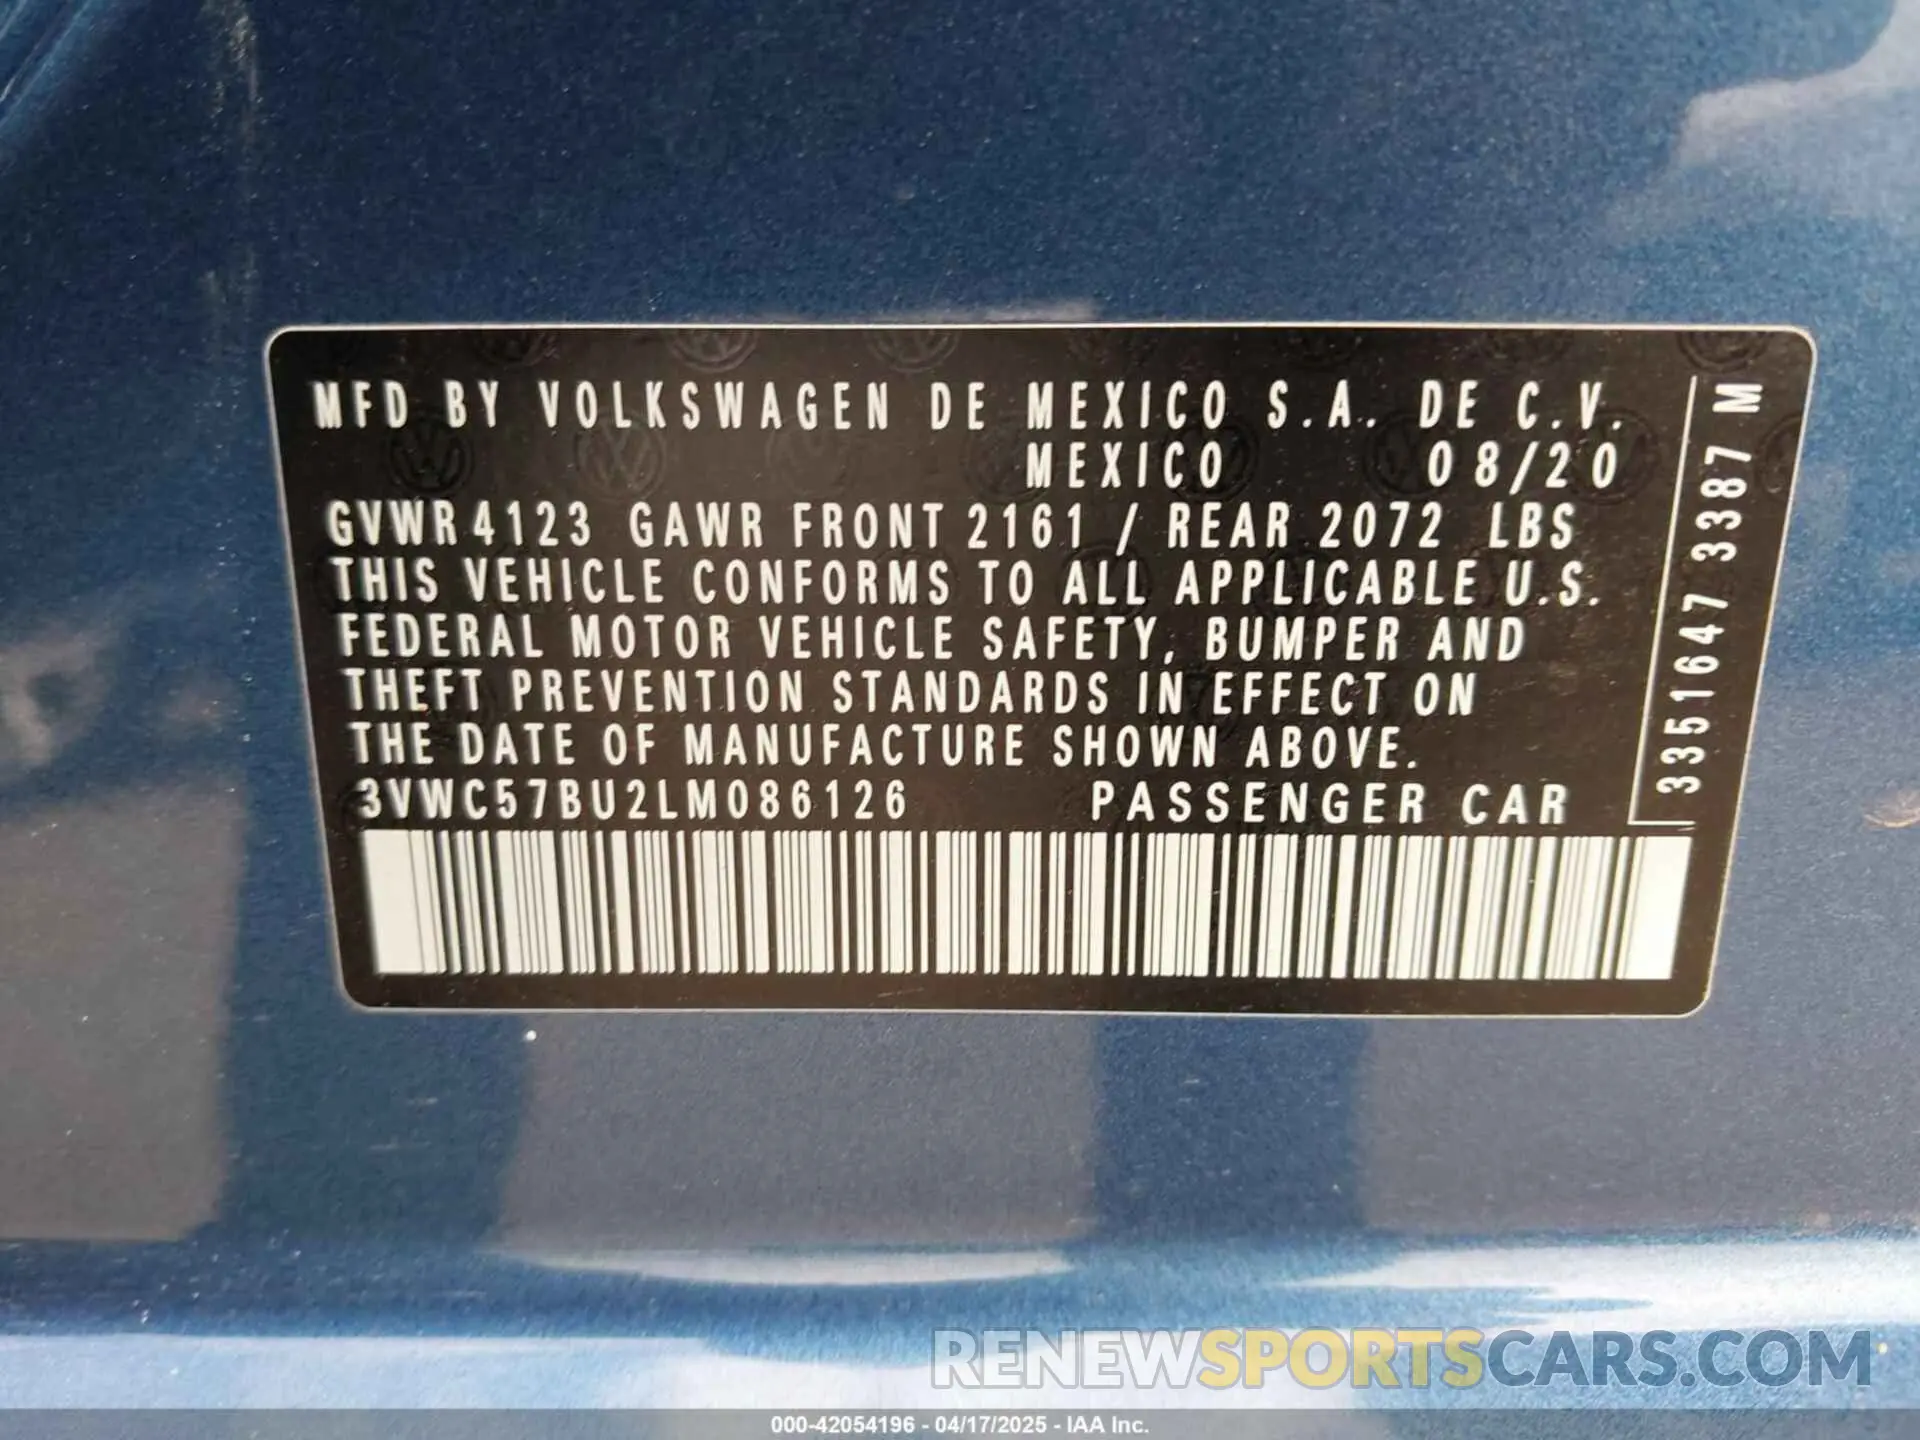 MFD BY VOLKSWAGEN DE MEXICO S.A.. DE C.V.
MEXICO 08/20
GVWR 4123 GAWR FRONT 2161 / REAR 2072 LBS
THIS VEHICLE CONFORMS TO ALL APPLICABLE U.S.
FEDERAL MOTOR VEHICLE SAFETY, BUMPER AND
THEFT PREVENTION STANDARDS IN EFFECT ON
THE DATE OF MANUFACTURE SHOWN ABOVE.
3VWC57BU2LM086126 PASSENGER CAR
3351647 3387 M
RENEWSPORTSCARS.COM
000-42054196 - 04/17/2025 - IAA Inc.